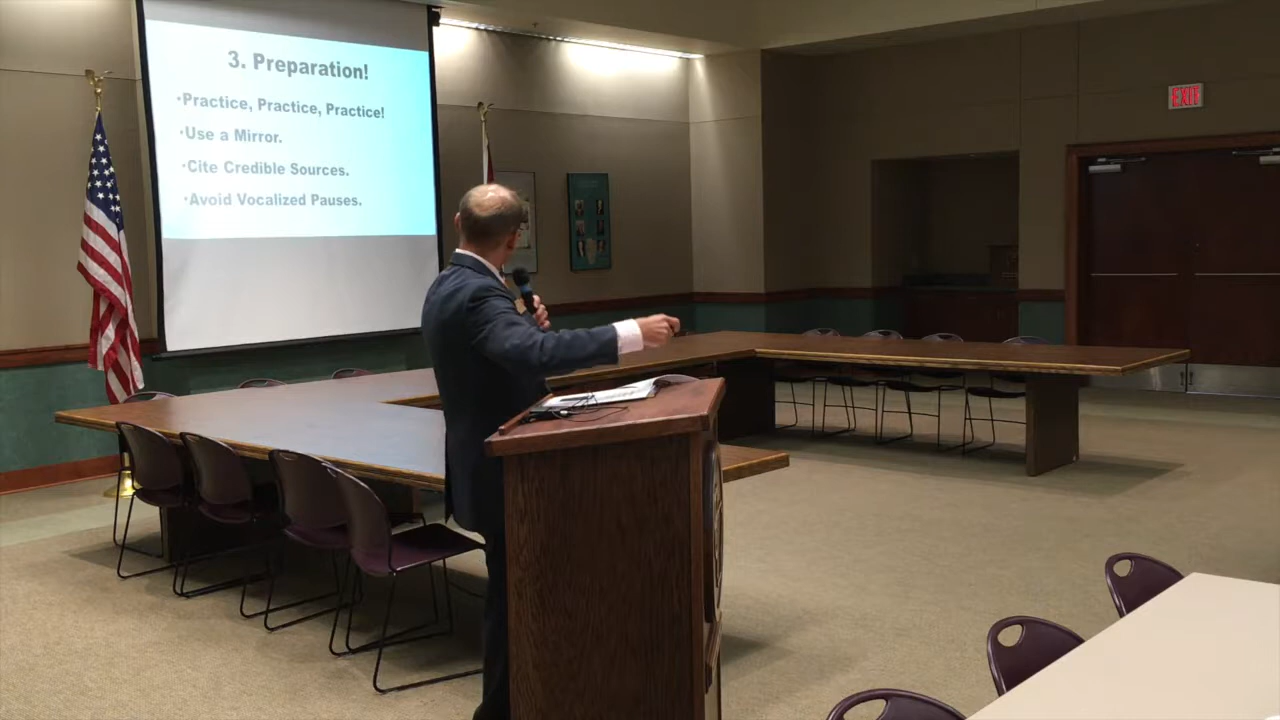 3. Preparation!
•Practice, Practice, Practice!
•Use a Mirror.
•Cite Credible Sources.
•Avoid Vocalized Pauses.
EXIT